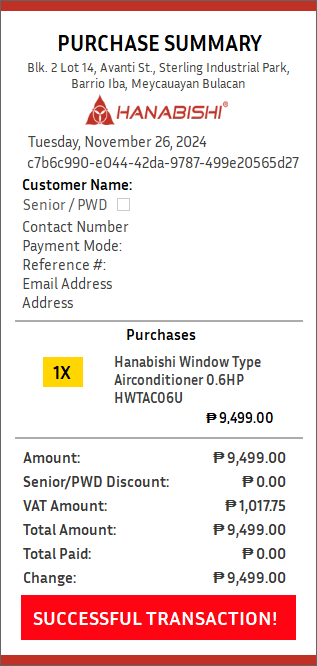 PURCHASE SUMMARY
Blk. 2 Lot 14, Avanti St., Sterling Industrial Park,
Barrio Iba, Meycauayan Bulacan
HANABISHI®
Tuesday, November 26, 2024
c7b6c990-e044-42da-9787-499e20565d27
Customer Name:
Senior / PWD
Contact Number
Payment Mode:
Reference #:
Email Address
Address
Purchases
1X
Hanabishi Window Type
Airconditioner 0.6HP
HWTAC06U
₱ 9,499.00
Amount: ₱ 9,499.00
Senior/PWD Discount: ₱ 0.00
VAT Amount: ₱ 1,017.75
Total Amount: ₱ 9,499.00
Total Paid: ₱ 0.00
Change: ₱ 9,499.00
SUCCESSFUL TRANSACTION!